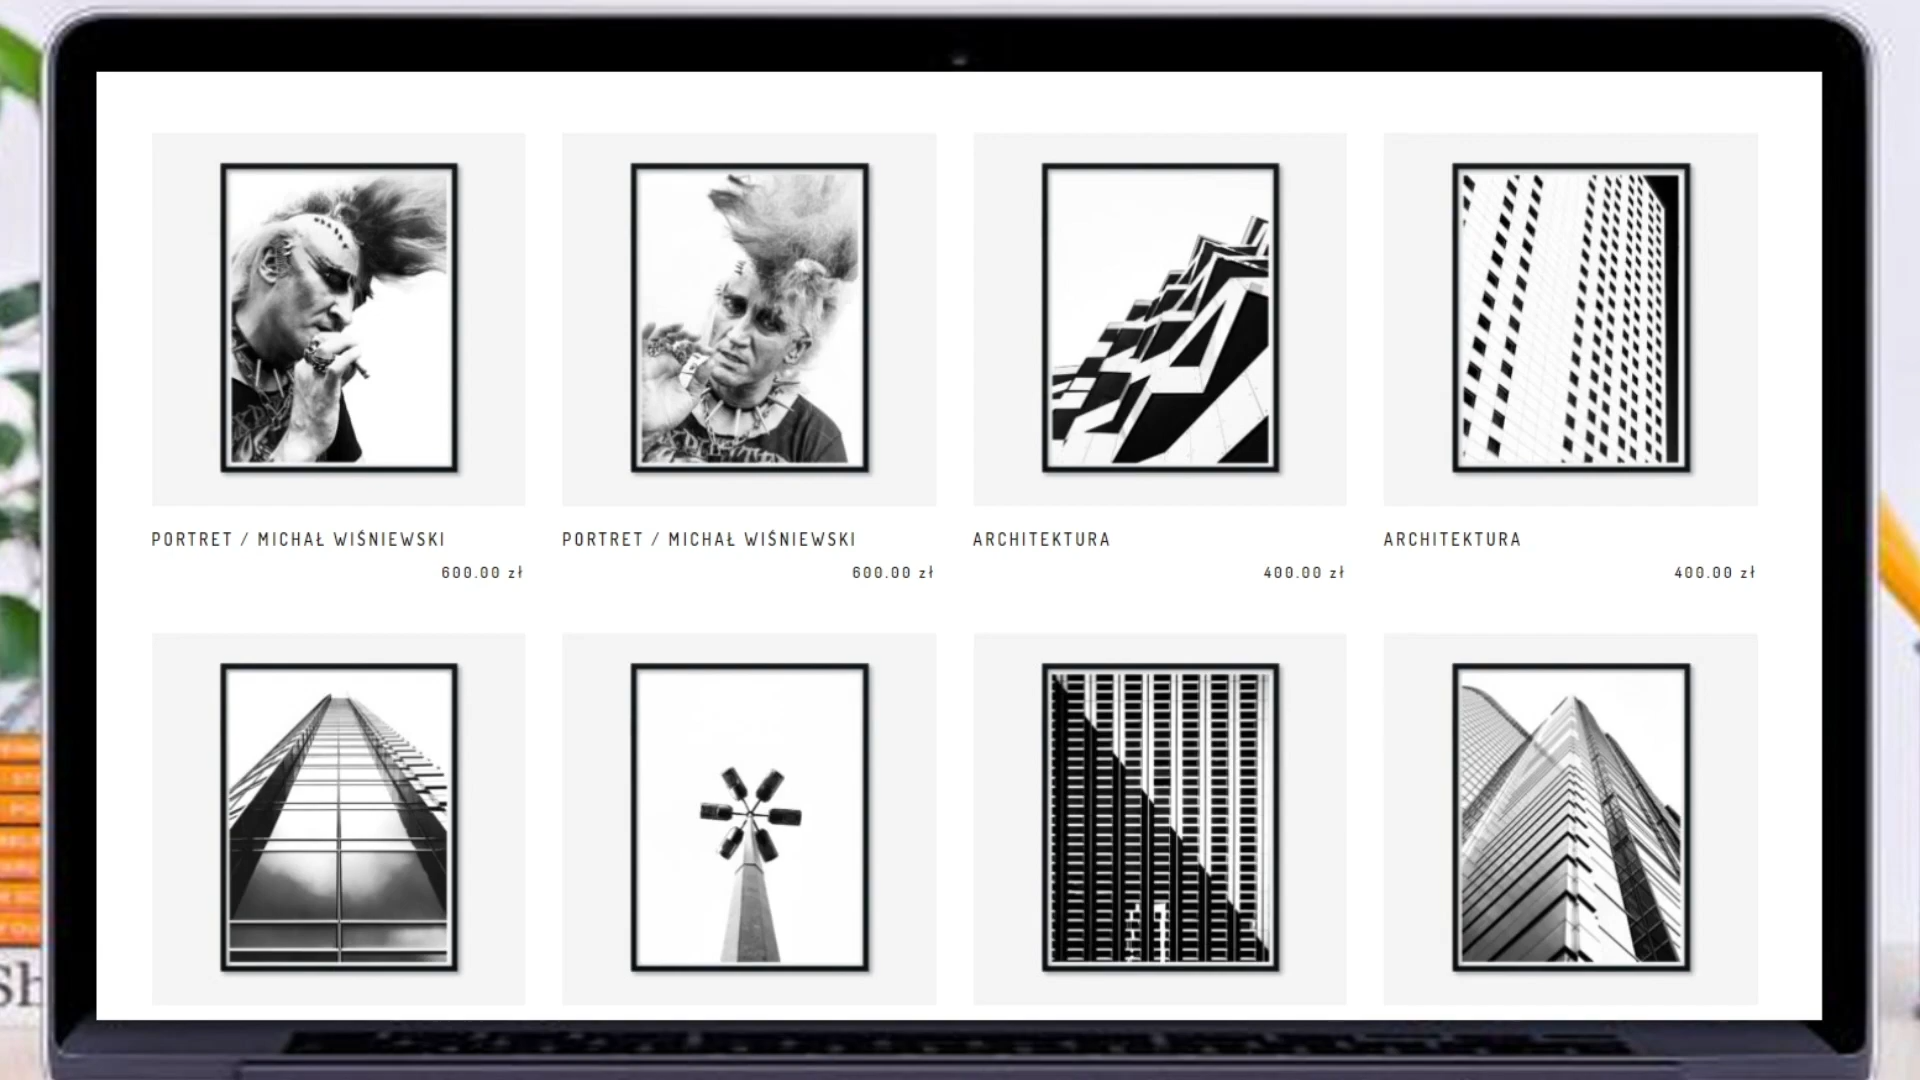 PORTRET / MICHAŁ WIŚNIEWSKI
600.00 zł
PORTRET / MICHAŁ WIŚNIEWSKI
600.00 zł
ARCHITEKTURA
400.00 zł
ARCHITEKTURA
400.00 zł
Sh